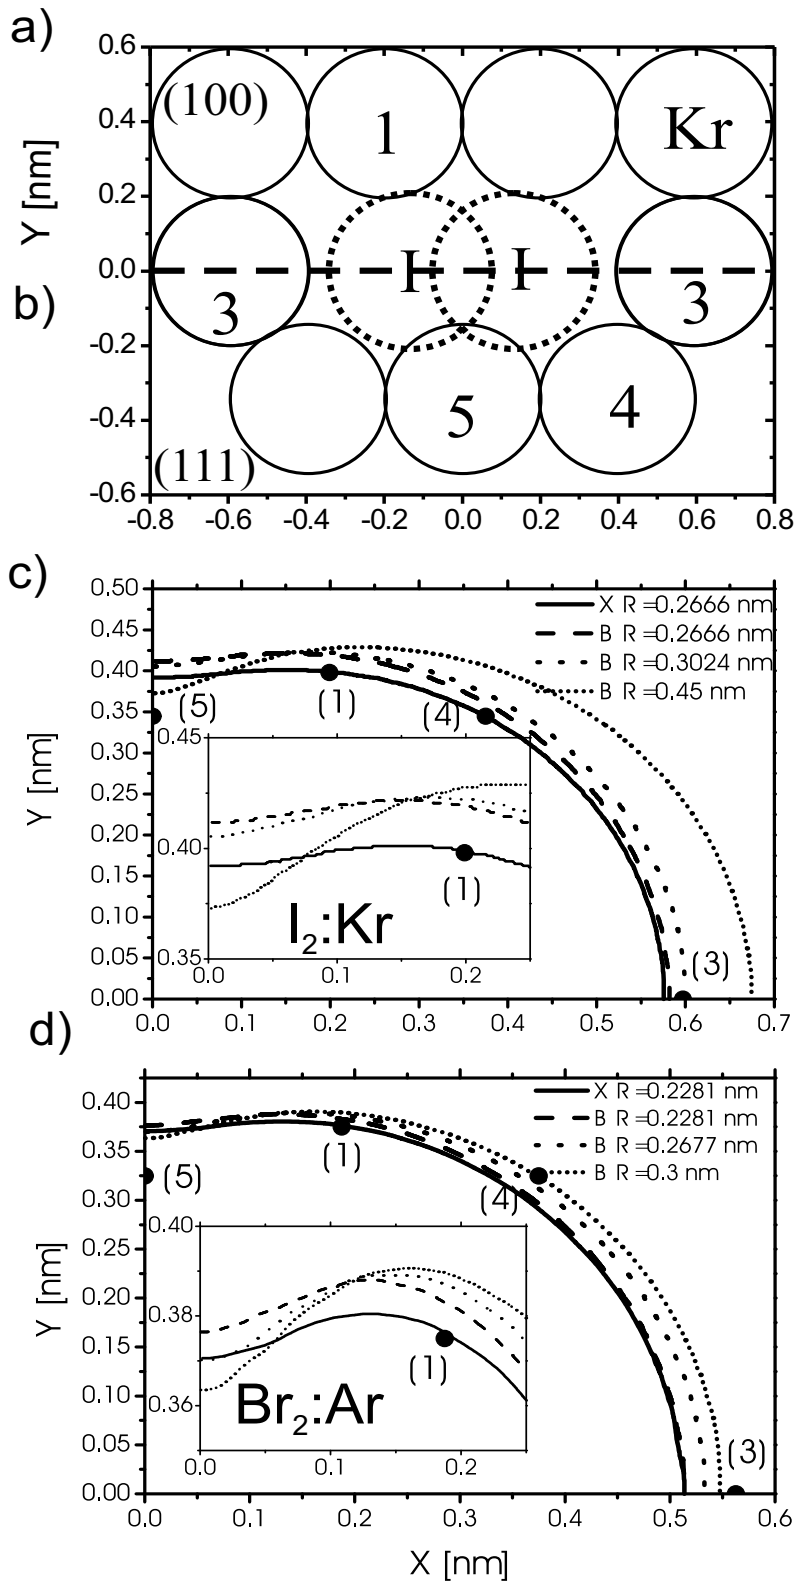 a)
0.6
(100)
1
Kr
0.4
0.2
Y [nm]
0.0
I
I
b)
3
3
-0.2
5
4
-0.4
(111)
-0.6
-0.8 -0.6 -0.4 -0.2 0.0 0.2 0.4 0.6 0.8
c)
0.50
X R=0.2666 nm
0.45
B R=0.2666 nm
B R=0.3024 nm
0.40
B R=0.45 nm
(5) (1) (4)
0.35
0.30
0.25
Y [nm]
0.20
0.15
0.10
0.05
0.00
0.45
0.40
(1)
I2:Kr
0.35
0.0 0.1 0.2
(3)
0.0 0.1 0.2 0.3 0.4 0.5 0.6 0.7
d)
0.40
X R=0.2281 nm
B R=0.2281 nm
0.35
B R=0.2677 nm
B R=0.3 nm
(1)
(5)
(4)
0.30
0.25
0.20
Y [nm]
0.15
0.10
0.05
0.00
0.40
0.38
(1)
0.36
Br2:Ar
0.0 0.1 0.2
(3)
0.0 0.1 0.2 0.3 0.4 0.5 0.6
X [nm]